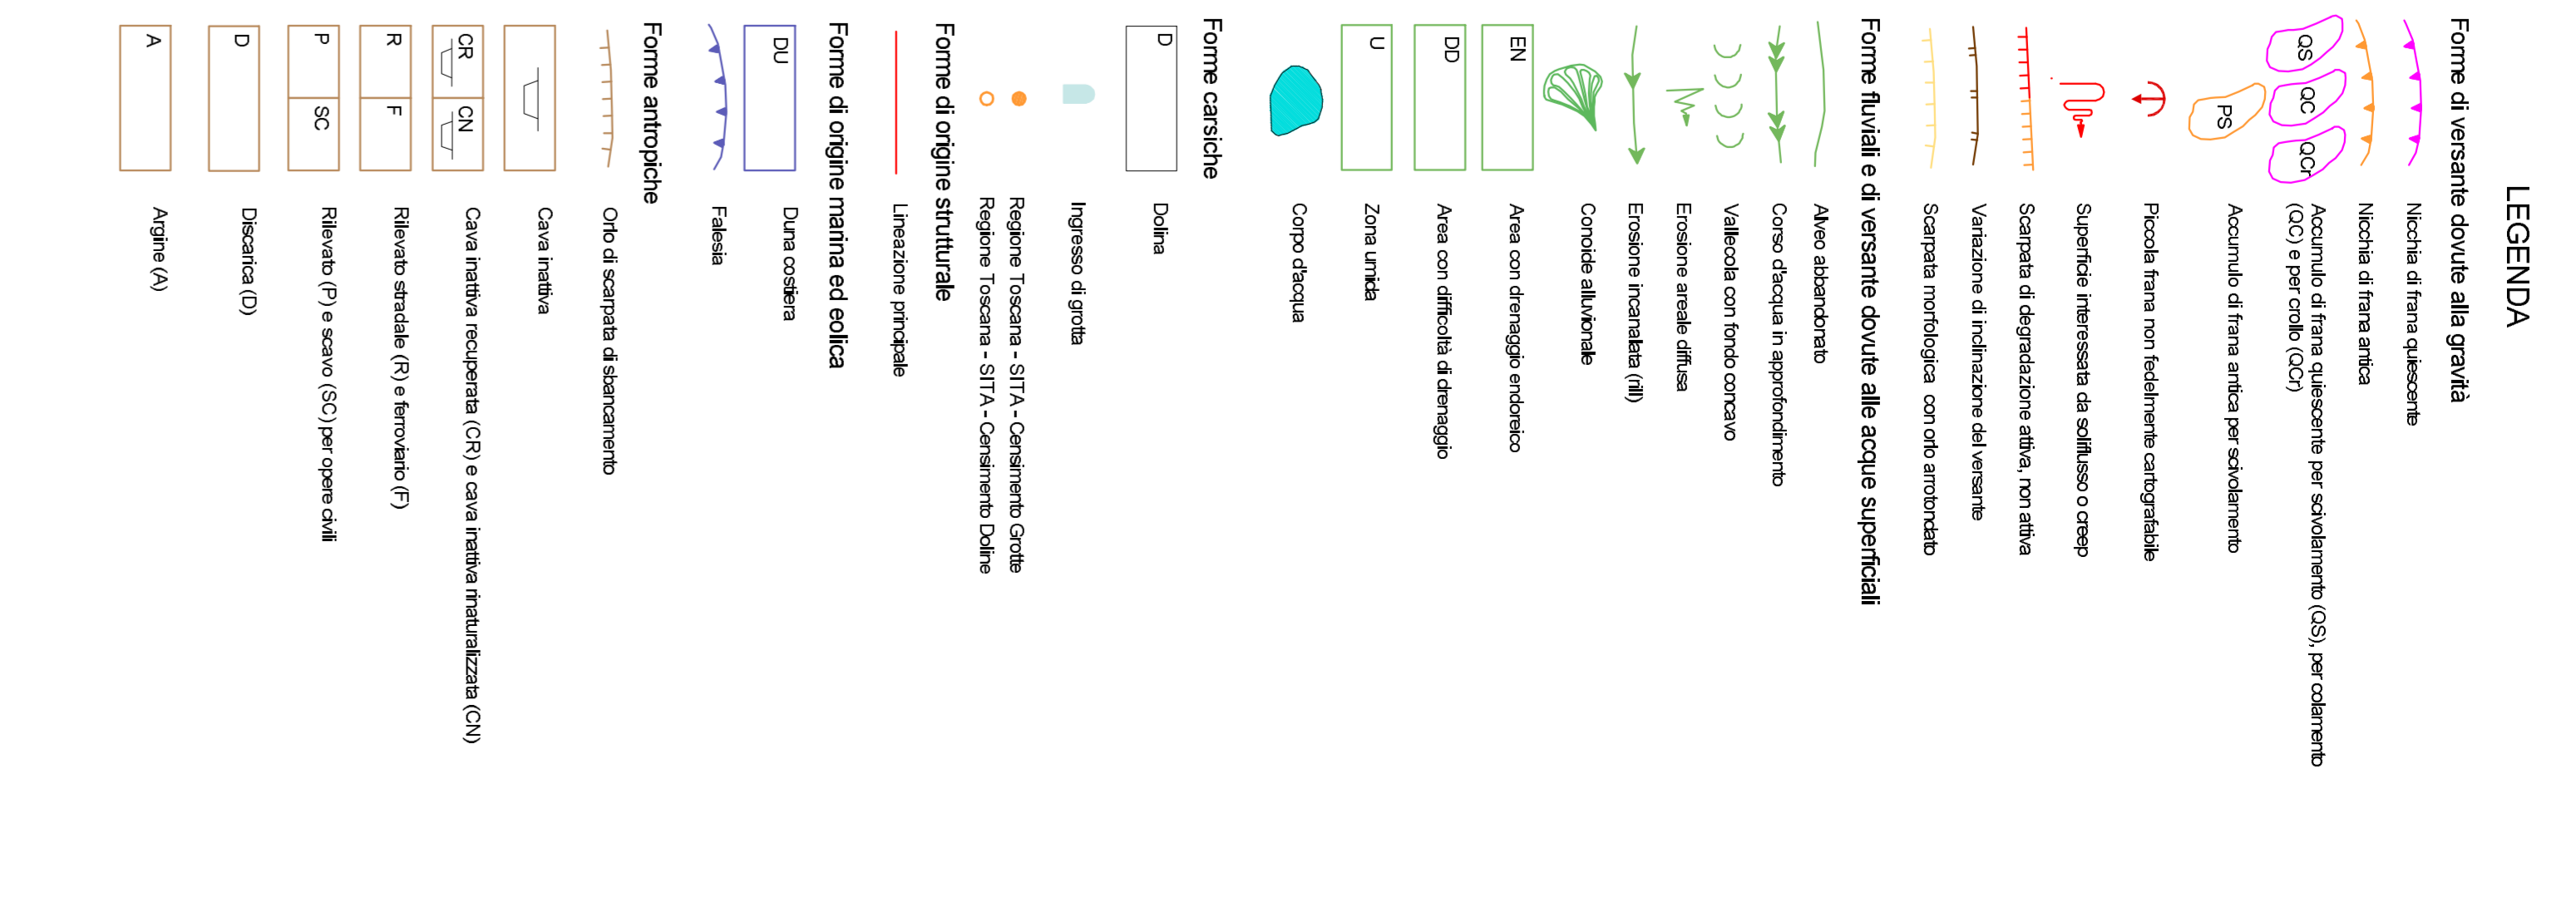 LEGENDA
Forme di versante dovute alla gravità
Nicchia di frana quiescente
Nicchia di frana antica
QS
QC
QCr
Accumulo di frana quiescente per scivolamento (QS), per colamento
(QC) e per crollo (QCr)
PS
Accumulo di frana antica per scivolamento
Piccola frana non fedelmente cartografabile
Superficie interessata da soliflusso o creep
Scarpata di degradazione attiva, non attiva
Variazione di inclinazione del versante
Scarpata morfologica con orlo arrotondato
Forme fluviali e di versante dovute alle acque superficiali
Alveo abbandonato
Corso d'acqua in approfondimento
Vallecola con fondo concavo
Erosione areale diffusa
Erosione incanalata (rill)
Conoide alluvionale
EN
Area con drenaggio endoreico
DD
Area con difficoltà di drenaggio
U
Zona umida
Corpo d'acqua
Forme carsiche
D
Dolina
Ingresso di grotta
Regione Toscana - SITA - Censimento Grotte
Regione Toscana - SITA - Censimento Doline
Forme di origine strutturale
Lineazione principale
Forme di origine marina ed eolica
DU
Duna costiera
Falesia
Forme antropiche
Orlo di scarpata di sbancamento
Cava inattiva
CR
CN
Cava inattiva recuperata (CR) e cava inattiva rinaturalizzata (CN)
R
F
Rilevato stradale (R) e ferroviario (F)
P
SC
Rilevato (P) e scavo (SC) per opere civili
D
Discarica (D)
A
Argine (A)